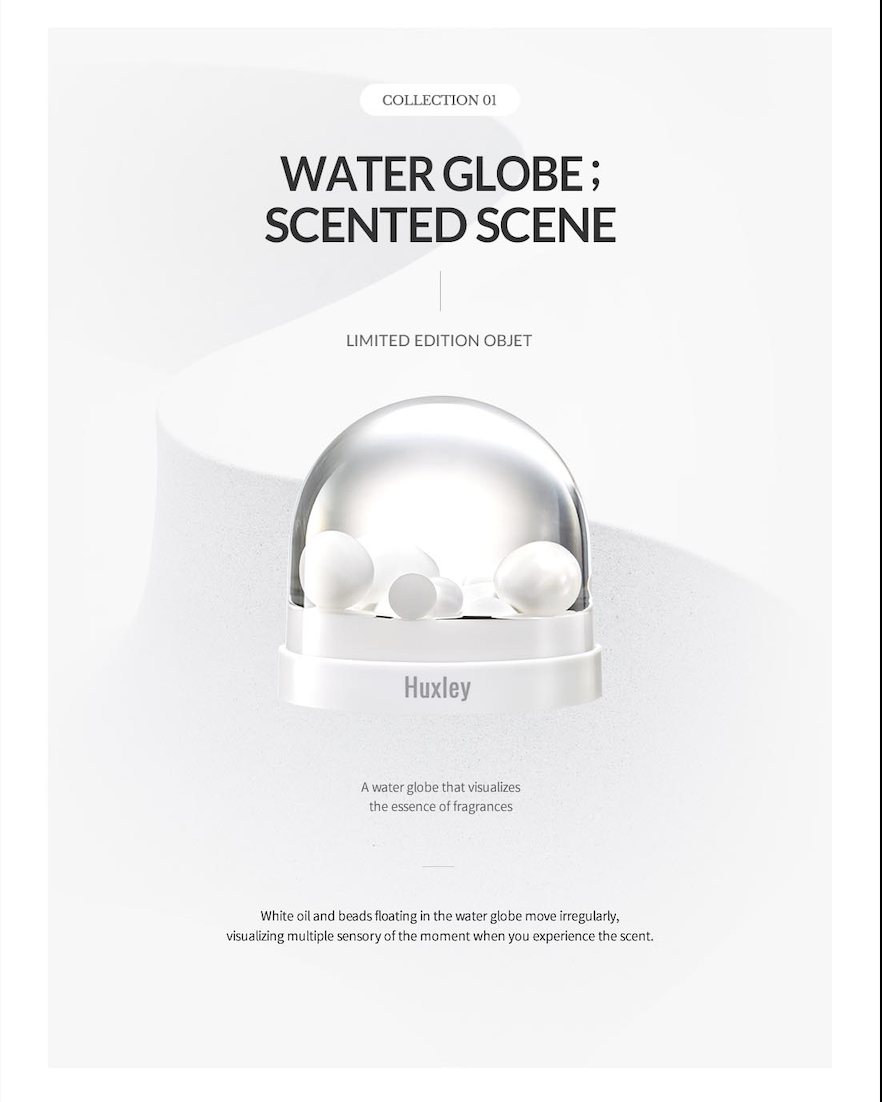 COLLECTION 01
WATER GLOBE ;
SCENTED SCENE
LIMITED EDITION OBJET
Huxley
A water globe that visualizes
the essence of fragrances
White oil and beads floating in the water globe move irregularly,
visualizing multiple sensory of the moment when you experience the scent.